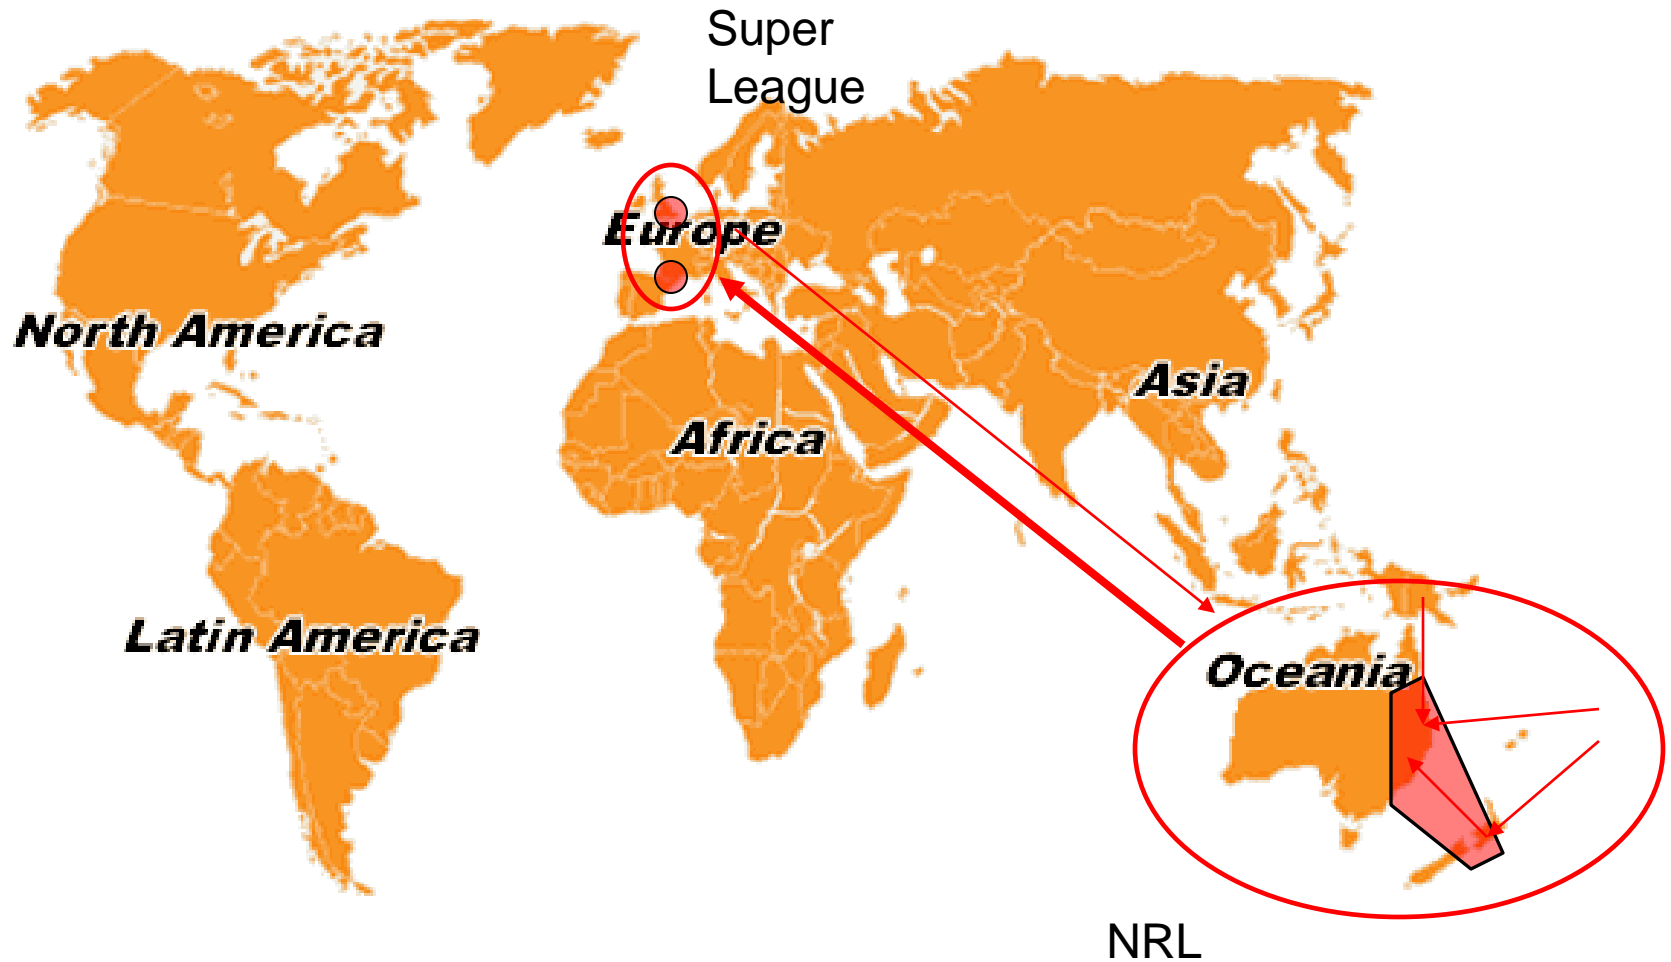 Super
League
Europe
North America
Asia
Africa
Latin America
Oceania
NRL